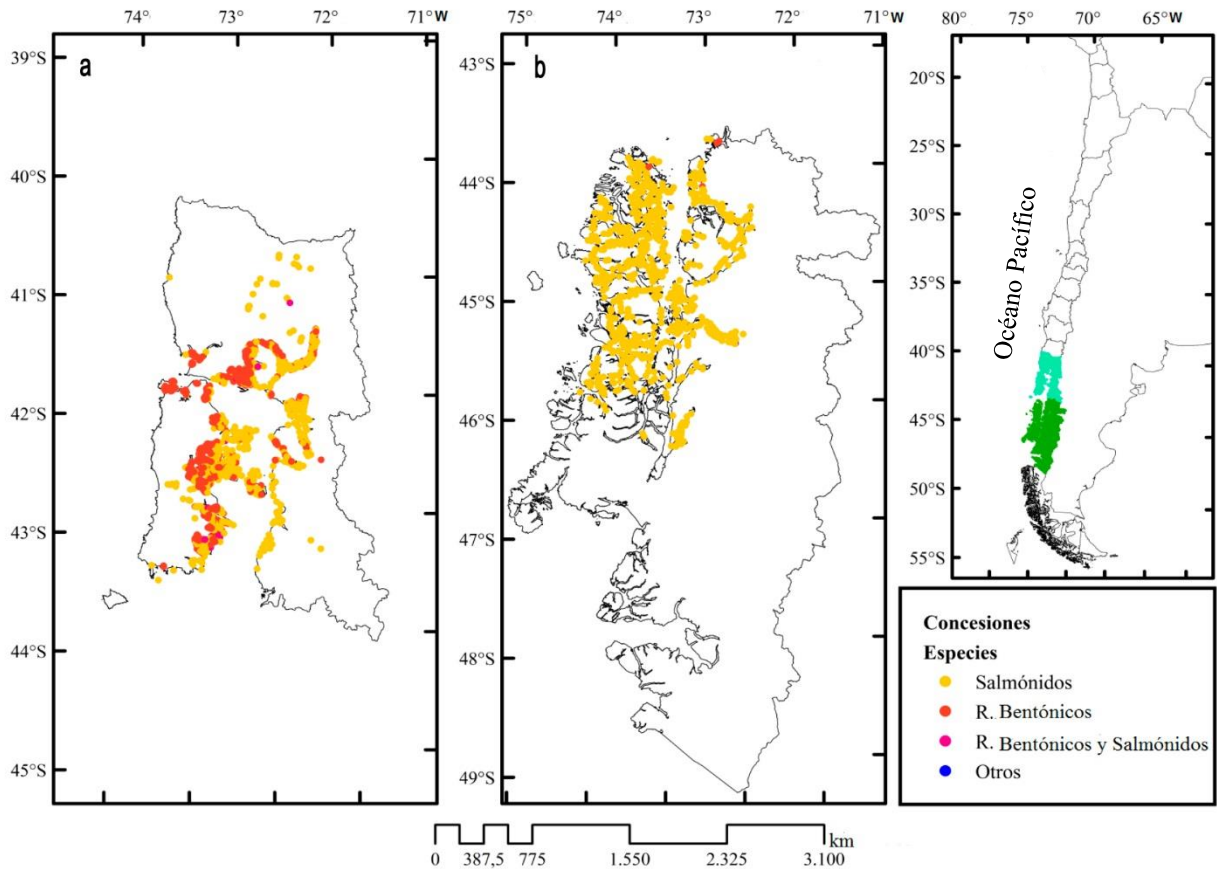 74° 73° 72° 71°W
39°S
40°S
41°S
42°S
43°S
44°S
45°S
a
75° 74° 73° 72° 71°W
43°S
44°S
45°S
46°S
47°S
48°S
49°S
b
80° 75° 70° 65°W
20°S
25°S
30°S
35°S
40°S
45°S
50°S
55°S
Océano Pacífico
Concesiones
Especies
Salmónidos
R. Bentónicos
R. Bentónicos y Salmónidos
Otros
km
0 387,5 775 1.550 2.325 3.100